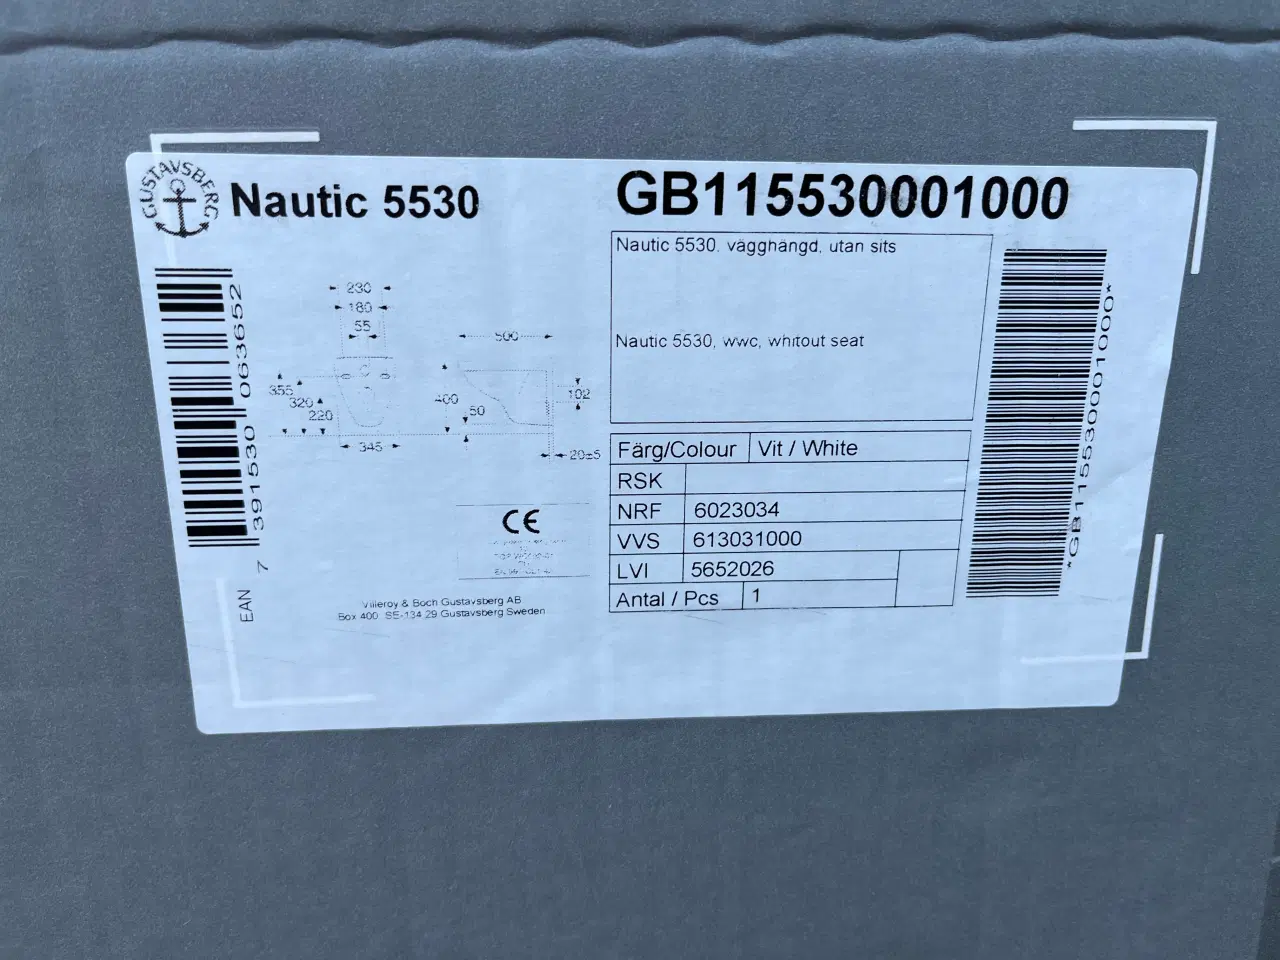 GUSTAVSBERG
Nautic 5530
GB115530001000
Nautic 5530, vägghängd, utan sits
Nautic 5530, wwc, whitout seat
230
180
55
500
355
320
220
400
50
102
345
20±5
CE
Färg/Colour Vit / White
RSK
NRF 6023034
VVS 613031000
LVI 5652026
Antal / Pcs 1
Villeroy & Boch Gustavsberg AB
Box 400 SE-134 29 Gustavsberg Sweden
EAN
7 391530 063652
*GB115530001000*